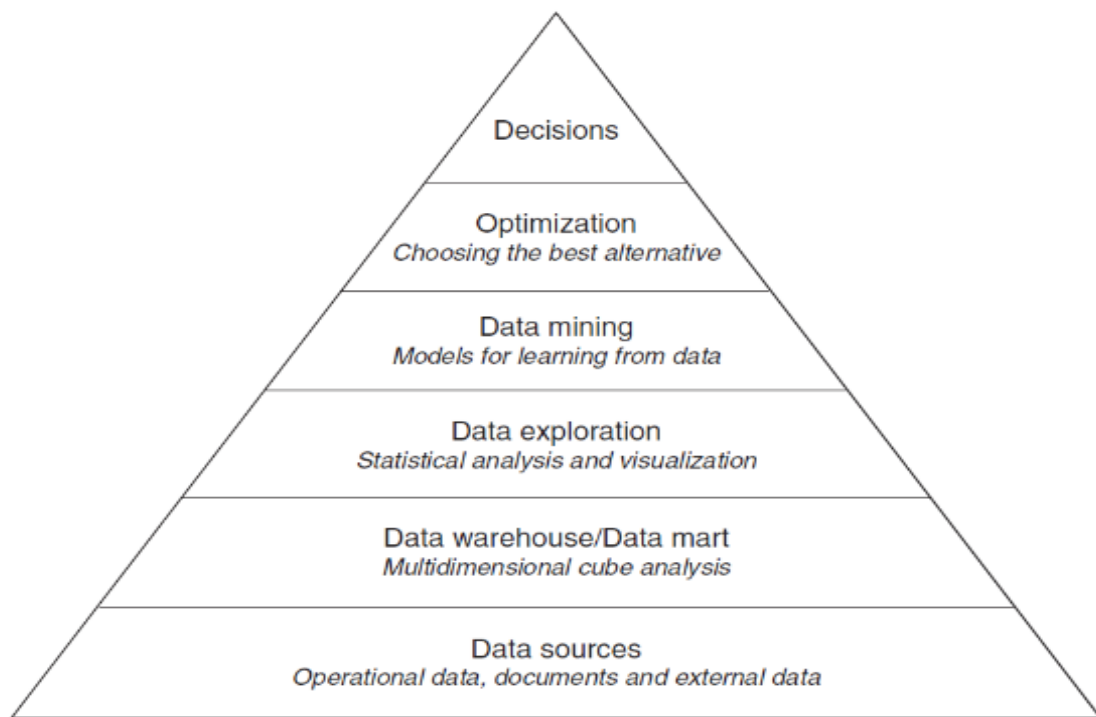 Decisions
Optimization
Choosing the best alternative
Data mining
Models for learning from data
Data exploration
Statistical analysis and visualization
Data warehouse/Data mart
Multidimensional cube analysis
Data sources
Operational data, documents and external data